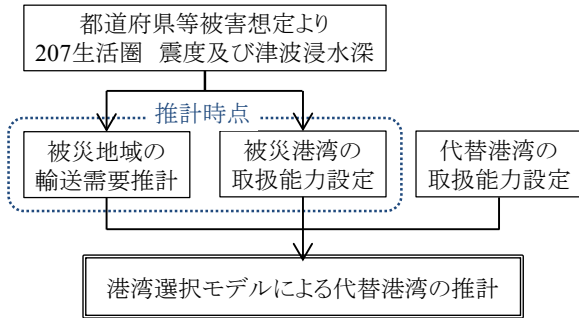 都道府県等被害想定より
207生活圏　震度及び津波浸水深
推計時点
被災地域の
輸送需要推計
被災港湾の
取扱能力設定
代替港湾の
取扱能力設定
港湾選択モデルによる代替港湾の推計